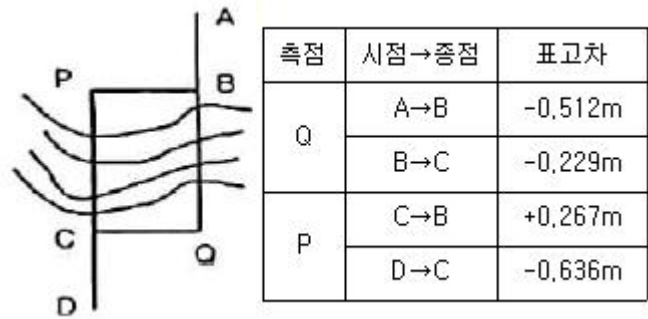 A
P B
C Q
D
측점 시점→종점 표고차
Q A→B -0,512m
B→C -0,229m
P C→B +0,267m
D→C -0,636m